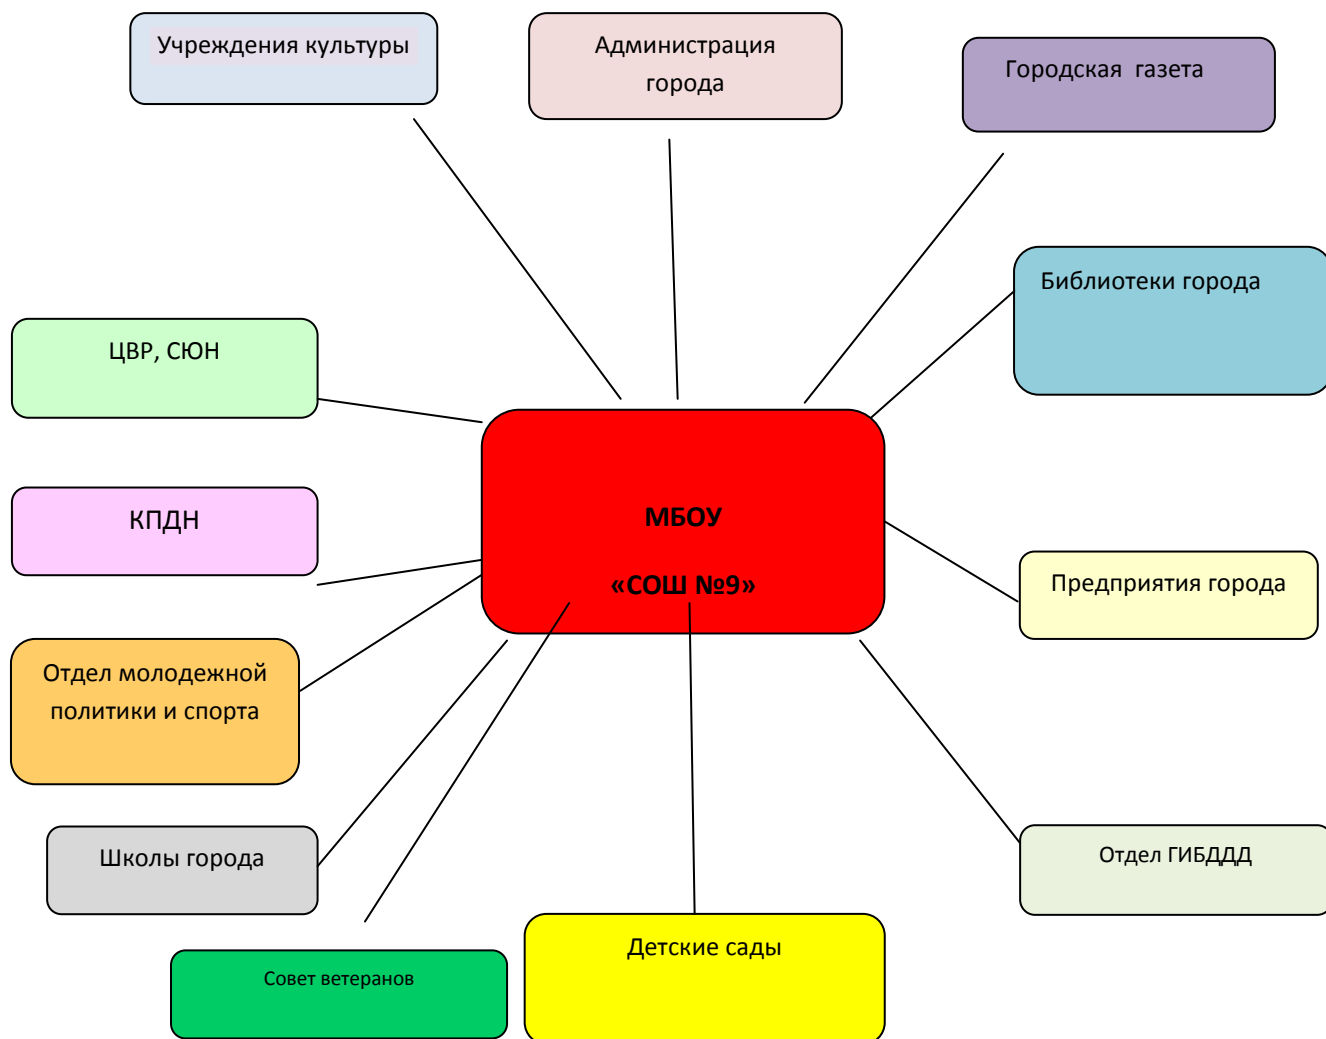 Учреждения культуры
Администрация
города
Городская газета
Библиотеки города
ЦВР, СЮН
КПДН
МБОУ
«СОШ №9»
Предприятия города
Отдел молодежной
политики и спорта
Школы города
Отдел ГИБДДД
Детские сады
Совет ветеранов